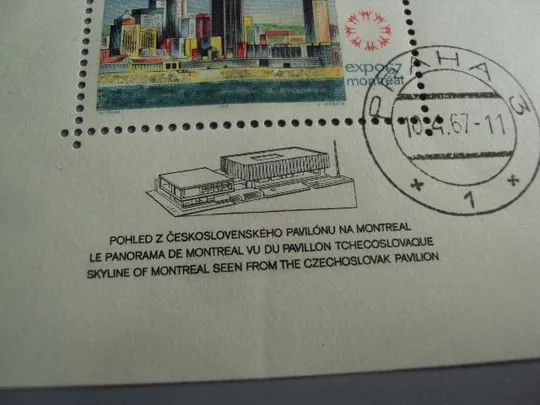 expo67
montreal
PRAHA 3
10.4.67-11
1
POHLED Z ČESKOSLOVENSKÉHO PAVILÓNU NA MONTREAL
LE PANORAMA DE MONTREAL VU DU PAVILLON TCHECOSLOVAQUE
SKYLINE OF MONTREAL SEEN FROM THE CZECHOSLOVAK PAVILION